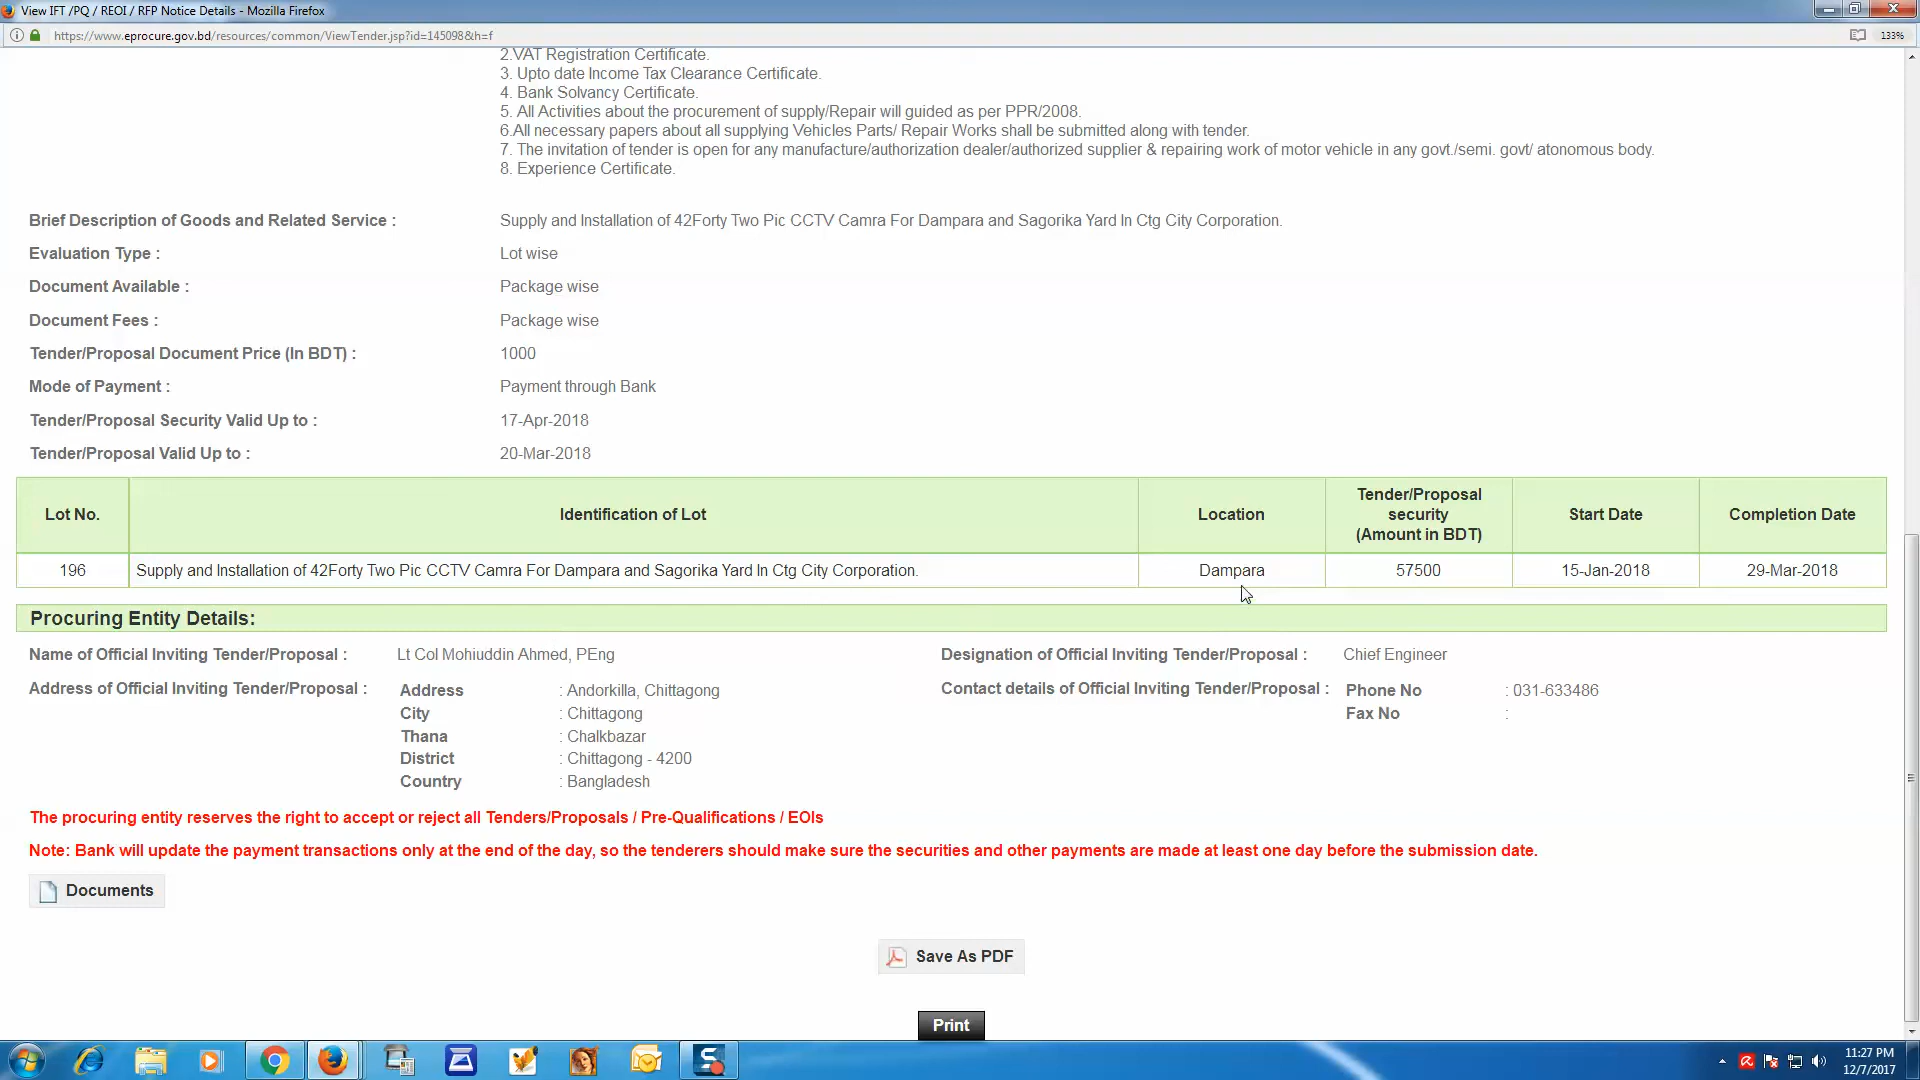 View IFT /PQ / REOI / RFP Notice Details - Mozilla Firefox
https://www.eprocure.gov.bd/resources/common/ViewTender.jsp?id=145098&h=f
133%
2.VAT Registration Certificate.
3. Upto date Income Tax Clearance Certificate.
4. Bank Solvancy Certificate.
5. All Activities about the procurement of supply/Repair will guided as per PPR/2008.
6.All necessary papers about all supplying Vehicles Parts/ Repair Works shall be submitted along with tender.
7. The invitation of tender is open for any manufacture/authorization dealer/authorized supplier & repairing work of motor vehicle in any govt./semi. govt/ atonomous body.
8. Experience Certificate.
Brief Description of Goods and Related Service : Supply and Installation of 42Forty Two Pic CCTV Camra For Dampara and Sagorika Yard In Ctg City Corporation.
Evaluation Type : Lot wise
Document Available : Package wise
Document Fees : Package wise
Tender/Proposal Document Price (In BDT) : 1000
Mode of Payment : Payment through Bank
Tender/Proposal Security Valid Up to : 17-Apr-2018
Tender/Proposal Valid Up to : 20-Mar-2018
Lot No. Identification of Lot Location Tender/Proposal security (Amount in BDT) Start Date Completion Date
196 Supply and Installation of 42Forty Two Pic CCTV Camra For Dampara and Sagorika Yard In Ctg City Corporation. Dampara 57500 15-Jan-2018 29-Mar-2018
Procuring Entity Details:
Name of Official Inviting Tender/Proposal : Lt Col Mohiuddin Ahmed, PEng Designation of Official Inviting Tender/Proposal : Chief Engineer
Address of Official Inviting Tender/Proposal : Address : Andorkilla, Chittagong Contact details of Official Inviting Tender/Proposal : Phone No : 031-633486
City : Chittagong Fax No :
Thana : Chalkbazar
District : Chittagong - 4200
Country : Bangladesh
The procuring entity reserves the right to accept or reject all Tenders/Proposals / Pre-Qualifications / EOIs
Note: Bank will update the payment transactions only at the end of the day, so the tenderers should make sure the securities and other payments are made at least one day before the submission date.
Documents
Save As PDF
Print
11:27 PM
12/7/2017